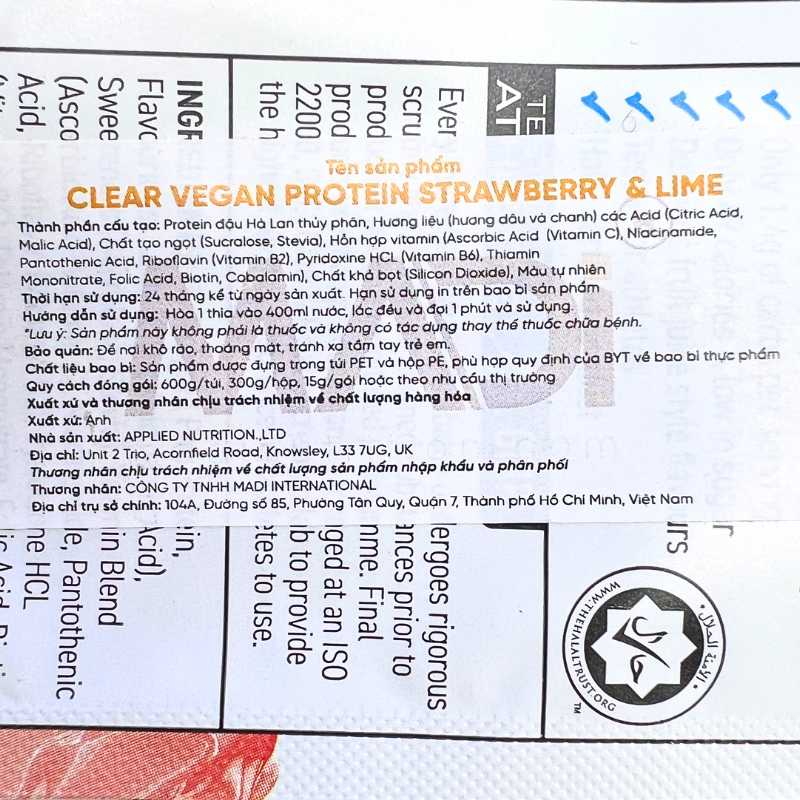 Tên sản phẩm
CLEAR VEGAN PROTEIN STRAWBERRY & LIME
Thành phần cấu tạo: Protein đậu Hà Lan thủy phân, Hương liệu (hương dâu và chanh) các Acid (Citric Acid,
Malic Acid), Chất tạo ngọt (Sucralose, Stevia), Hỗn hợp vitamin (Ascorbic Acid (Vitamin C), Niacinamide,
Pantothenic Acid, Riboflavin (Vitamin B2), Pyridoxine HCL (Vitamin B6), Thiamin
Mononitrate, Folic Acid, Biotin, Cobalamin), Chất khả bọt (Silicon Dioxide), Màu tự nhiên
Thời hạn sử dụng: 24 tháng kể từ ngày sản xuất. Hạn sử dụng in trên bao bì sản phẩm
Hướng dẫn sử dụng: Hòa 1 thìa vào 400ml nước, lắc đều và đợi 1 phút và sử dụng.
*Lưu ý: Sản phẩm này không phải là thuốc và không có tác dụng thay thế thuốc chữa bệnh.
Bảo quản: Để nơi khô ráo, thoáng mát, tránh xa tầm tay trẻ em.
Chất liệu bao bì: Sản phẩm được đựng trong túi PET và hộp PE, phù hợp quy định của BYT về bao bì thực phẩm
Quy cách đóng gói: 600g/túi, 300g/hộp, 15g/gói hoặc theo nhu cầu thị trường
Xuất xứ và thương nhân chịu trách nhiệm về chất lượng hàng hóa
Xuất xứ: Anh
Nhà sản xuất: APPLIED NUTRITION.,LTD
Địa chỉ: Unit 2 Trio, Acornfield Road, Knowsley, L33 7UG, UK
Thương nhân chịu trách nhiệm về chất lượng sản phẩm nhập khẩu và phân phối
Thương nhân: CÔNG TY TNHH MADI INTERNATIONAL
Địa chỉ trụ sở chính: 104A, Đường số 85, Phường Tân Quy, Quận 7, Thành phố Hồ Chí Minh, Việt Nam
MADI
TE
AT
Ever
scru
prod
prod
2200
the h
dergoes rigorous
ances prior to
me. Final
nged at an ISO
b to provide
etes to use.
INGR
Flavo
Swee
(Asco
Acid,
ein,
Acid),
in Blend
le, Pantothenic
ne HCL
WWW.THEHALALTRUST.ORG
حلال
TM